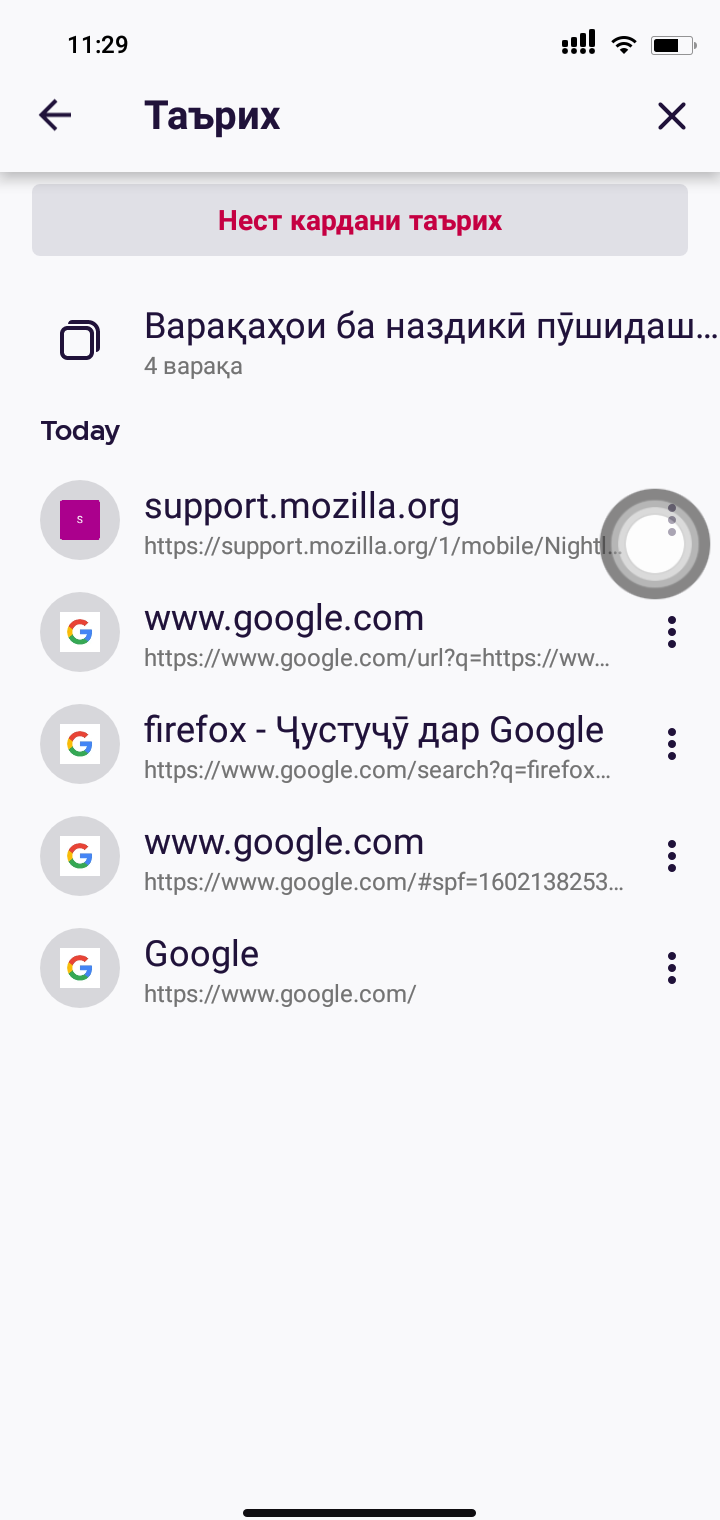 11:29
Таърих
Нест кардани таърих
Варақаҳои ба наздикӣ пӯшидаш...
4 варақа
Today
S
support.mozilla.org
https://support.mozilla.org/1/mobile/Nightl...
www.google.com
https://www.google.com/url?q=https://ww...
firefox - Ҷустуҷӯ дар Google
https://www.google.com/search?q=firefox...
www.google.com
https://www.google.com/#spf=1602138253...
Google
https://www.google.com/